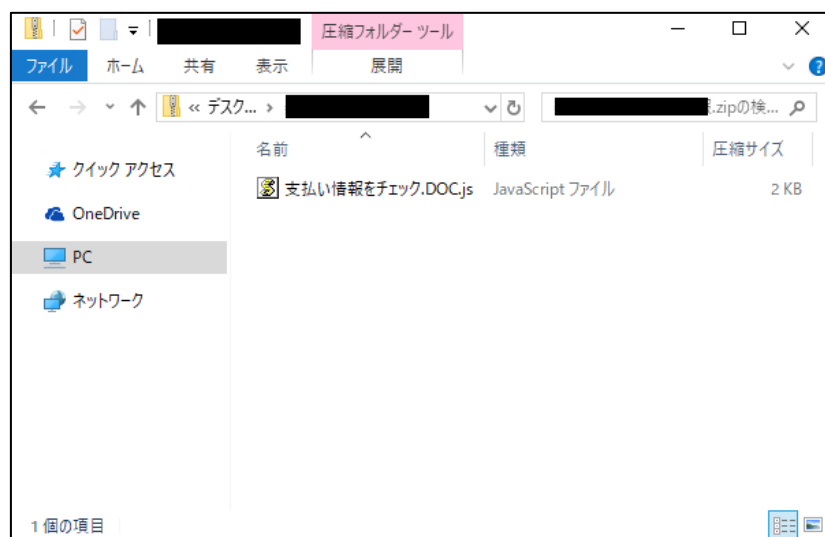 圧縮フォルダー ツール
ファイル ホーム 共有 表示 展開
« デスク... › .zipの検...
名前 種類 圧縮サイズ
クイック アクセス
支払い情報をチェック.DOC.js JavaScript ファイル 2 KB
OneDrive
PC
ネットワーク
1 個の項目